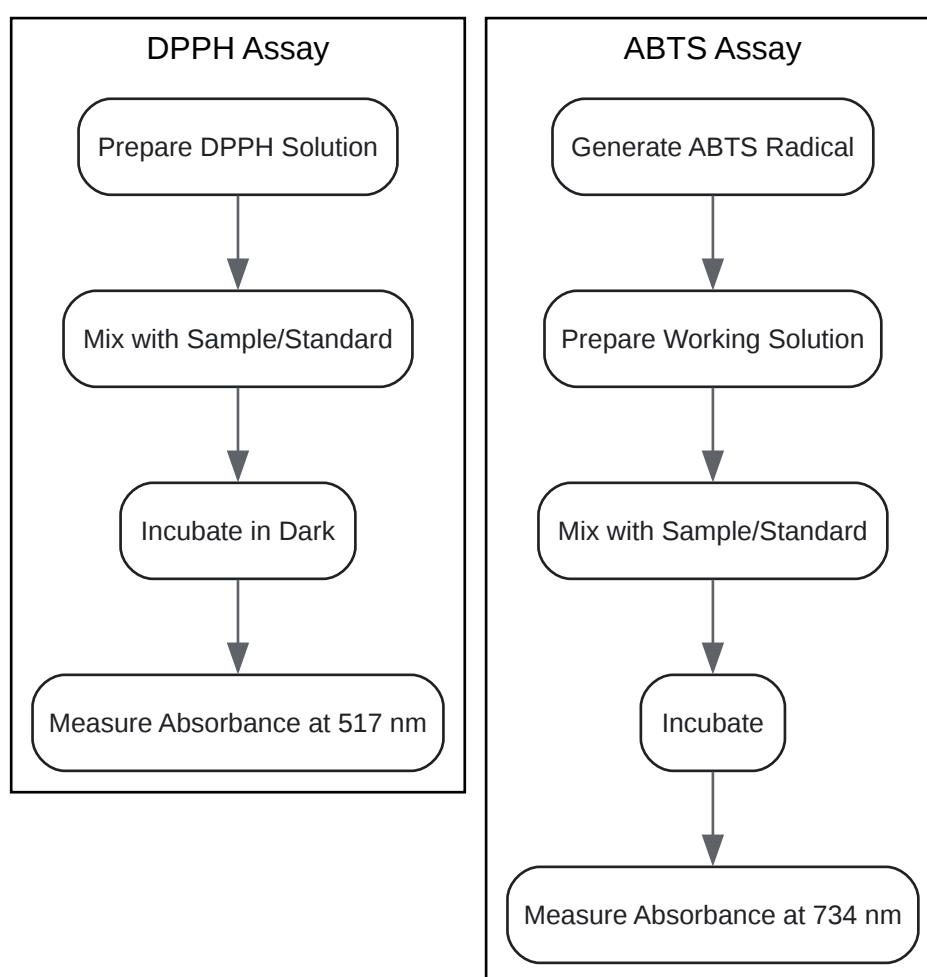 DPPH Assay
Prepare DPPH Solution
Mix with Sample/Standard
Incubate in Dark
Measure Absorbance at 517 nm
ABTS Assay
Generate ABTS Radical
Prepare Working Solution
Mix with Sample/Standard
Incubate
Measure Absorbance at 734 nm